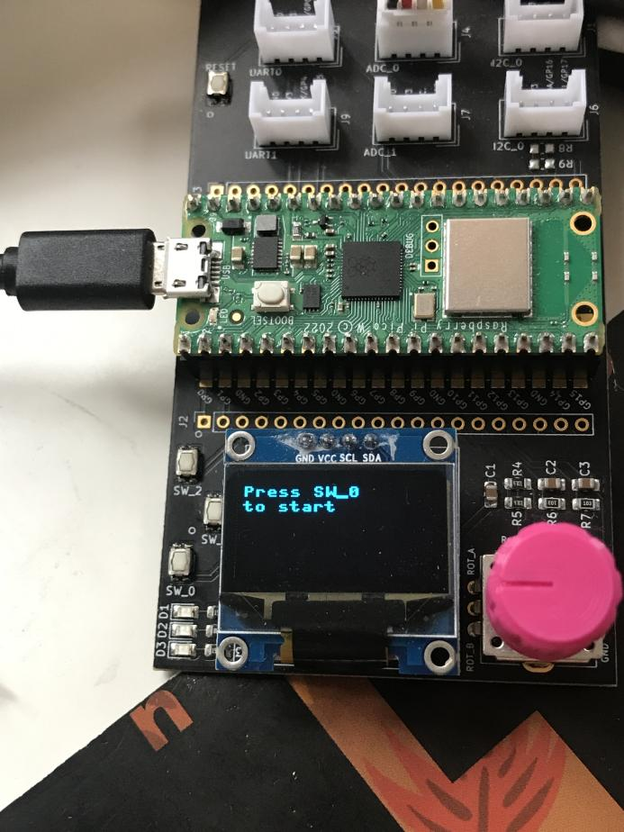 J4
UART0
ADC_0
I2C_0
RESET
J9
J7
J6
UART1
ADC_1
I2C_0
R8
R9
DEBUG
BOOTSEL
Raspberry Pi Pico W © 2022
J2
GND VCC SCL SDA
Press SW_0
to start
SW_2
SW_
SW_0
C1
R4
C2
C3
R5
R6
R7
ROT_A
ROT_B
GND
D1
D2
D3
n